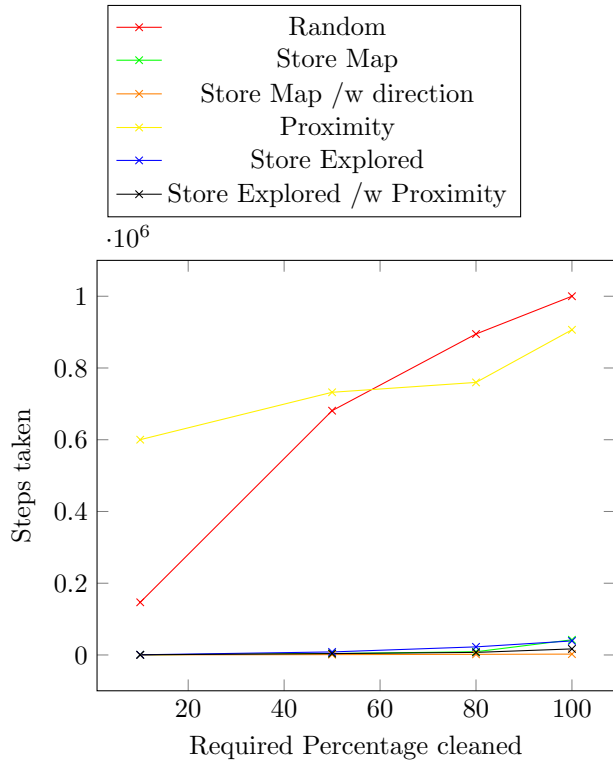 Random
Store Map
Store Map /w direction
Proximity
Store Explored
Store Explored /w Proximity
·10^6
1
0.8
0.6
0.4
0.2
0
Steps taken
20 40 60 80 100
Required Percentage cleaned